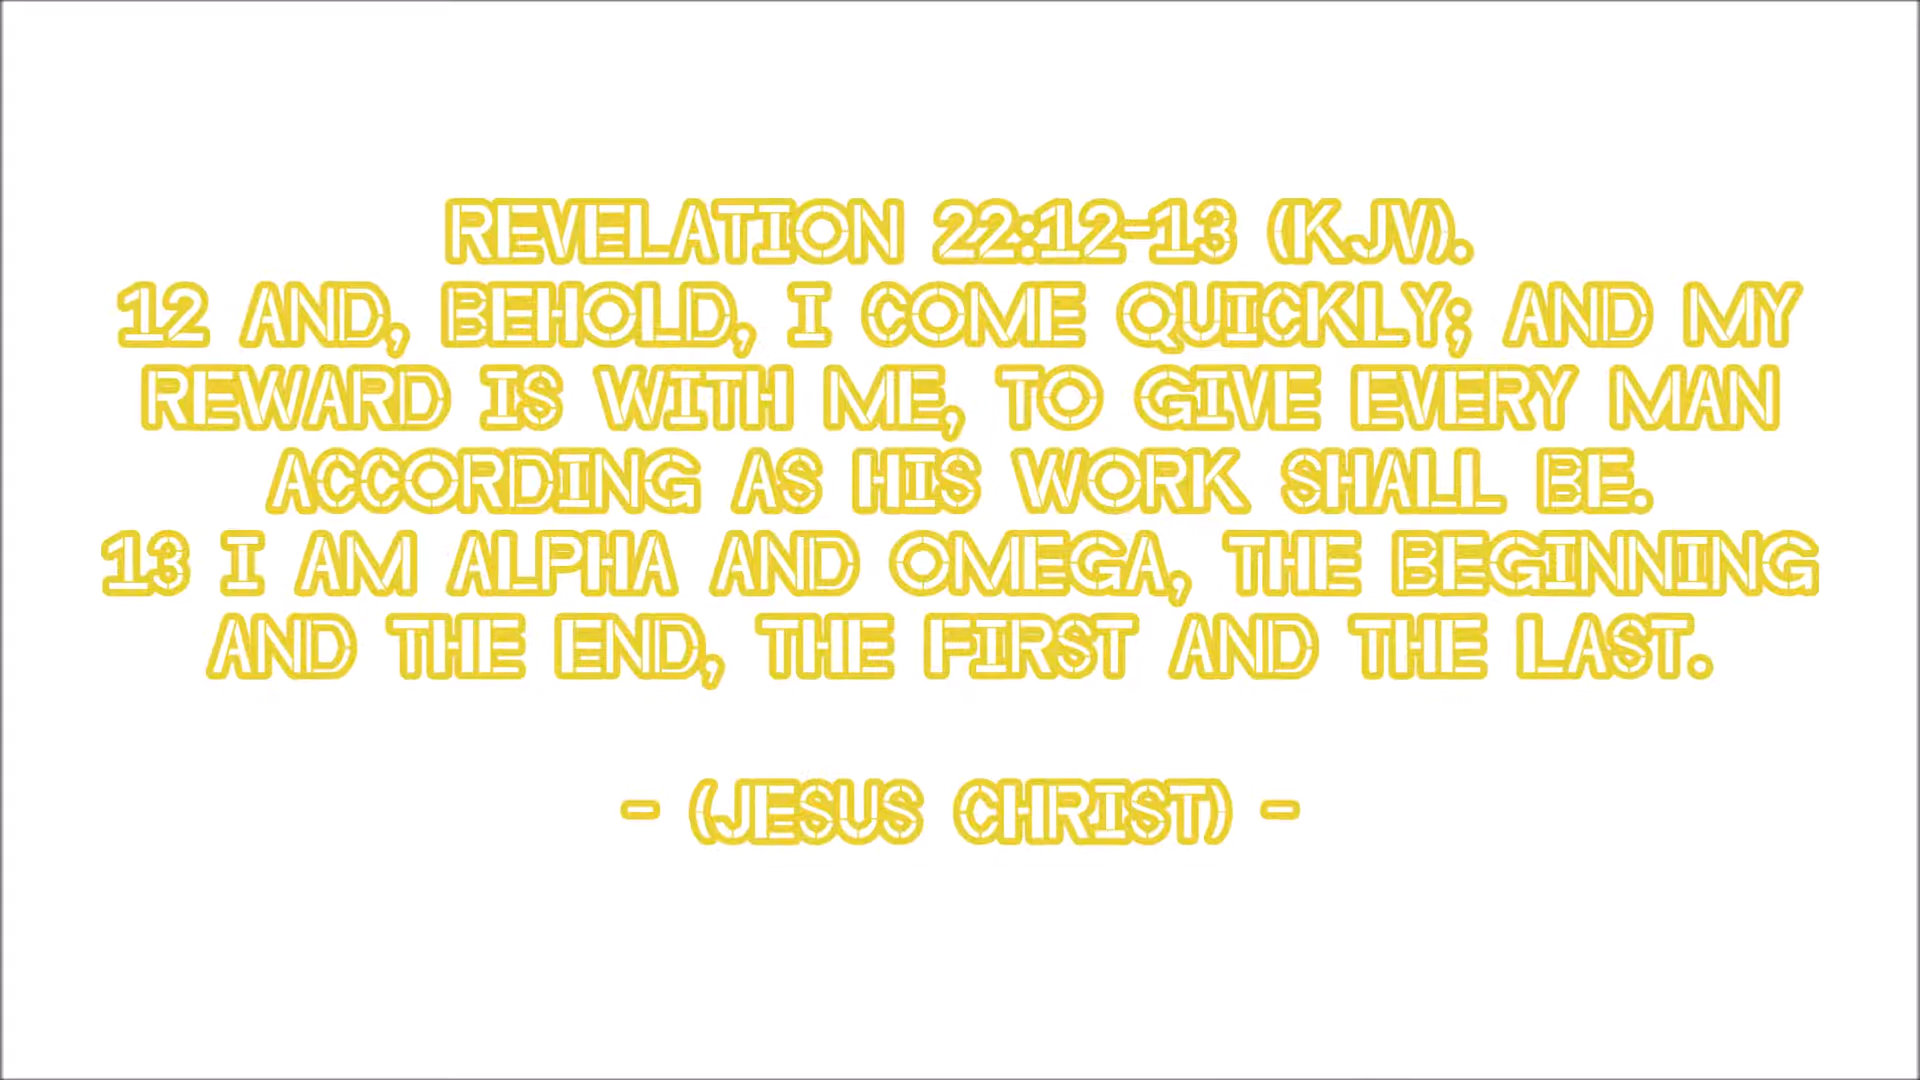 REVELATION 22:12-13 (KJV).
12 AND, BEHOLD, I COME QUICKLY; AND MY
REWARD IS WITH ME, TO GIVE EVERY MAN
ACCORDING AS HIS WORK SHALL BE.
13 I AM ALPHA AND OMEGA, THE BEGINNING
AND THE END, THE FIRST AND THE LAST.
- (JESUS CHRIST) -